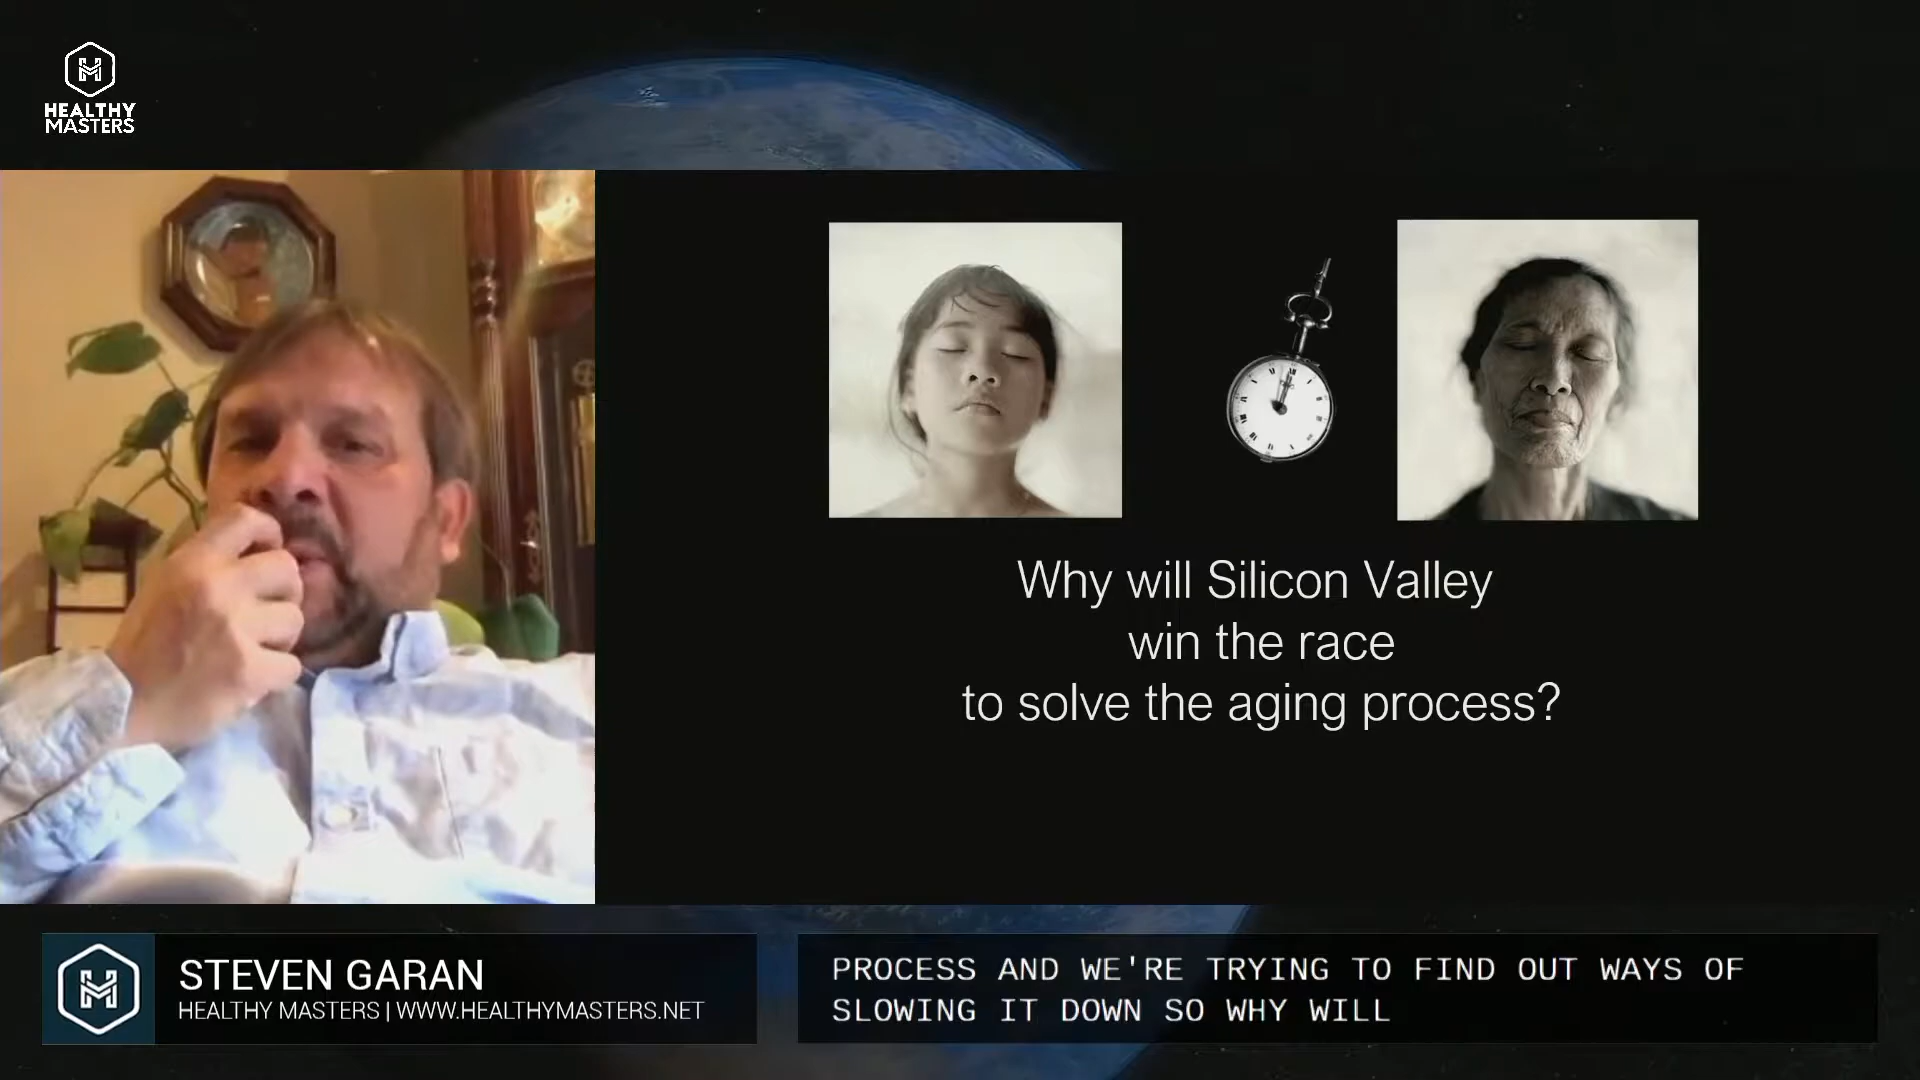 HEALTHY
MASTERS
Why will Silicon Valley
win the race
to solve the aging process?
STEVEN GARAN
HEALTHY MASTERS | WWW.HEALTHYMASTERS.NET
PROCESS AND WE'RE TRYING TO FIND OUT WAYS OF
SLOWING IT DOWN SO WHY WILL